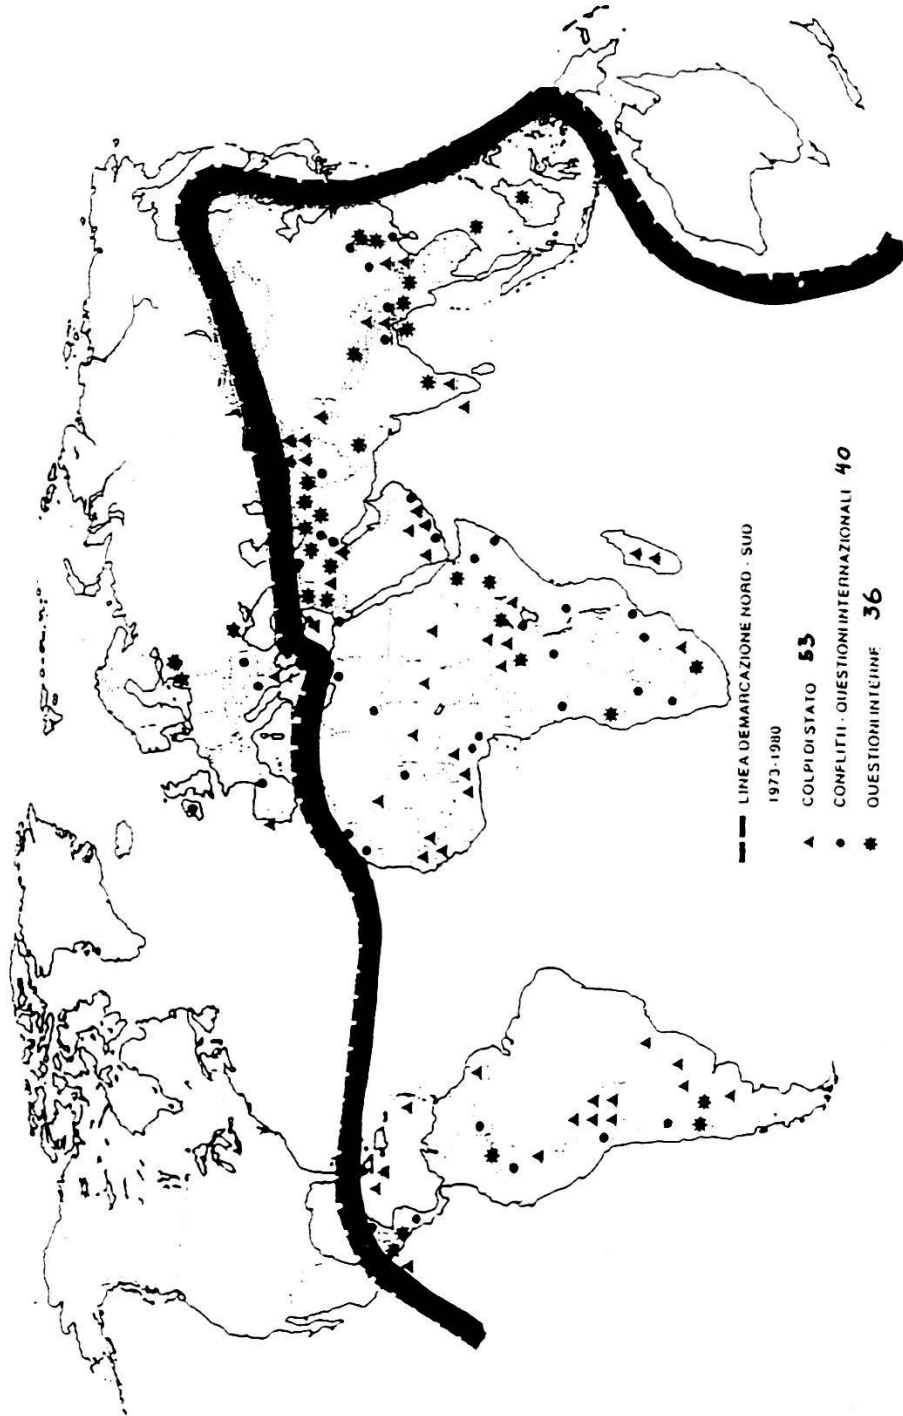 LINEA DEMARCAZIONE NORD - SUD
1973-1980
COLPI DI STATO 53
CONFLITTI - QUESTIONI INTERNAZIONALI 40
QUESTIONI INTERNE 36